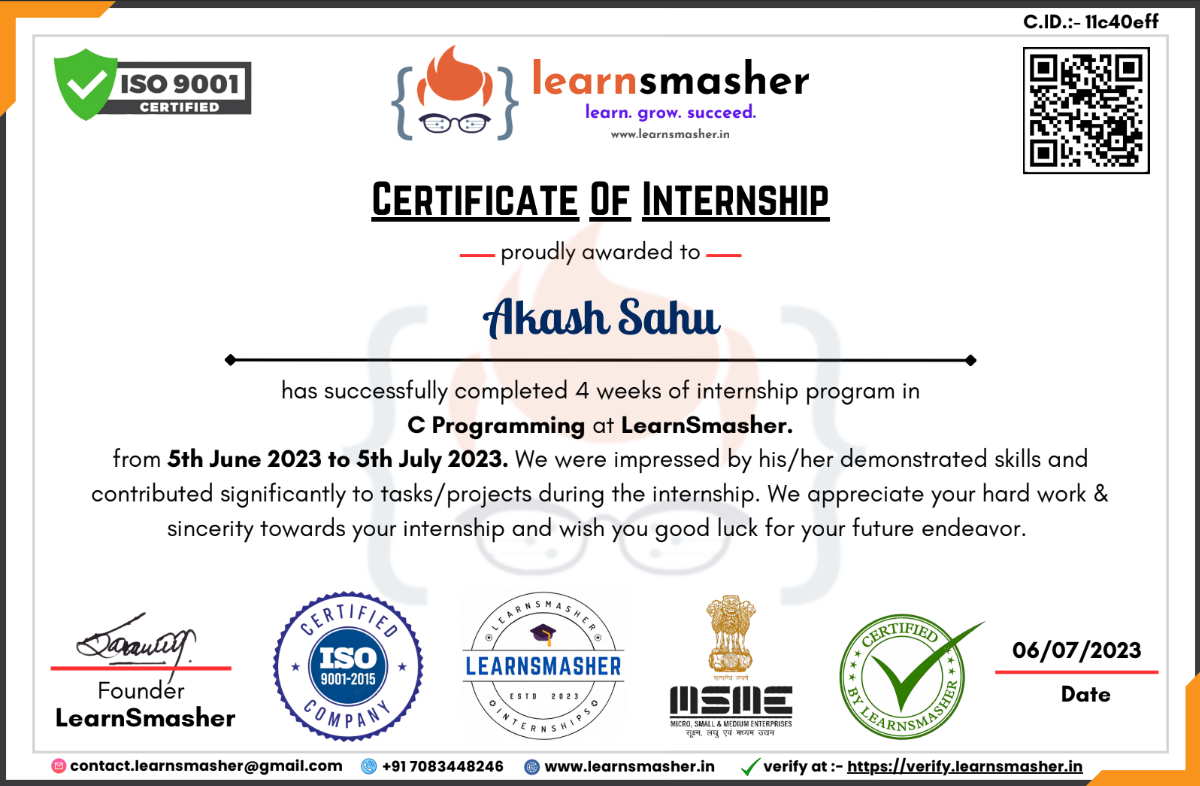 C.ID.:- 11c40eff
ISO 9001
CERTIFIED
learnsmasher
learn. grow. succeed.
www.learnsmasher.in
Certificate Of Internship
proudly awarded to
Akash Sahu
has successfully completed 4 weeks of internship program in
C Programming at LearnSmasher.
from 5th June 2023 to 5th July 2023. We were impressed by his/her demonstrated skills and
contributed significantly to tasks/projects during the internship. We appreciate your hard work &
sincerity towards your internship and wish you good luck for your future endeavor.
Founder
LearnSmasher
CERTIFIED
ISO
9001-2015
COMPANY
LEARNSMASHER
LEARNSMASHER
ESTD 2023
INTERNSHIPS
सत्यमेव जयते
MSME
MICRO, SMALL & MEDIUM ENTERPRISES
सूक्ष्म, लघु एवं मध्यम उद्यम
CERTIFIED
BY LEARNSMASHER
06/07/2023
Date
contact.learnsmasher@gmail.com +91 7083448246 www.learnsmasher.in verify at :- https://verify.learnsmasher.in